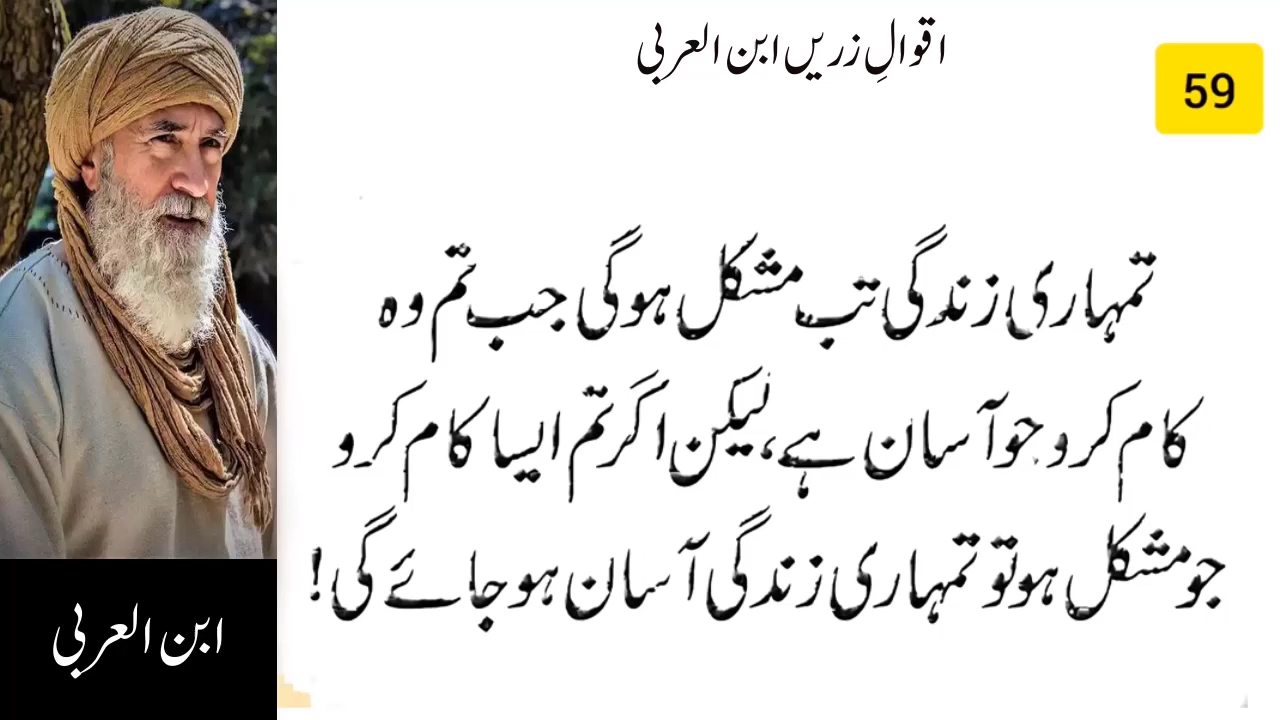 اقوالِ زریں ابن العربی
59
تمہاری زندگی تب مشکل ہوگی جب تم وہ
کام کرو جو آسان ہے، لیکن اگر تم ایسا کام کرو
جو مشکل ہو تو تمہاری زندگی آسان ہو جائے گی!
ابن العربی